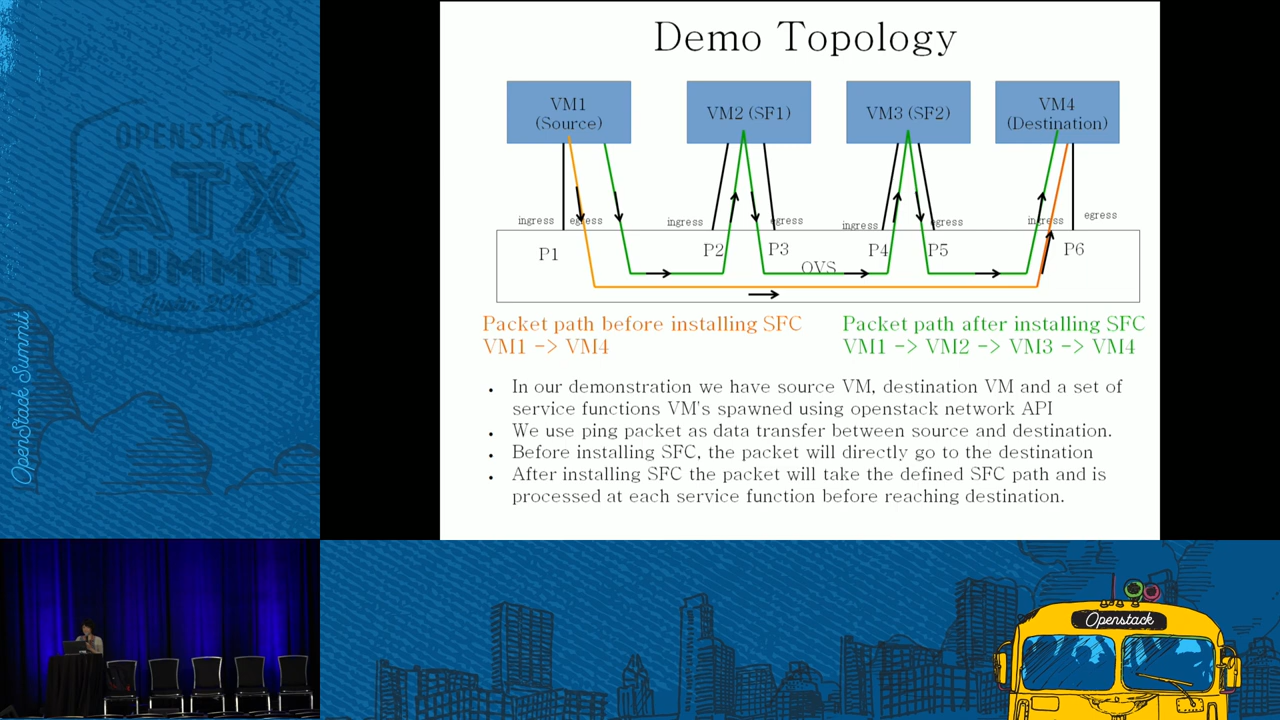 Demo Topology
VM1
(Source)
VM2 (SF1)
VM3 (SF2)
VM4
(Destination)
ingress
egress
ingress
egress
ingress
egress
ingress
egress
P1
P2
P3
P4
P5
P6
OVS
Packet path before installing SFC
VM1 -> VM4
Packet path after installing SFC
VM1 -> VM2 -> VM3 -> VM4
• In our demonstration we have source VM, destination VM and a set of
service functions VM's spawned using openstack network API
• We use ping packet as data transfer between source and destination.
• Before installing SFC, the packet will directly go to the destination
• After installing SFC the packet will take the defined SFC path and is
processed at each service function before reaching destination.
OPENSTACK
ATX
SUMMIT
OpenStack Summit
Openstack